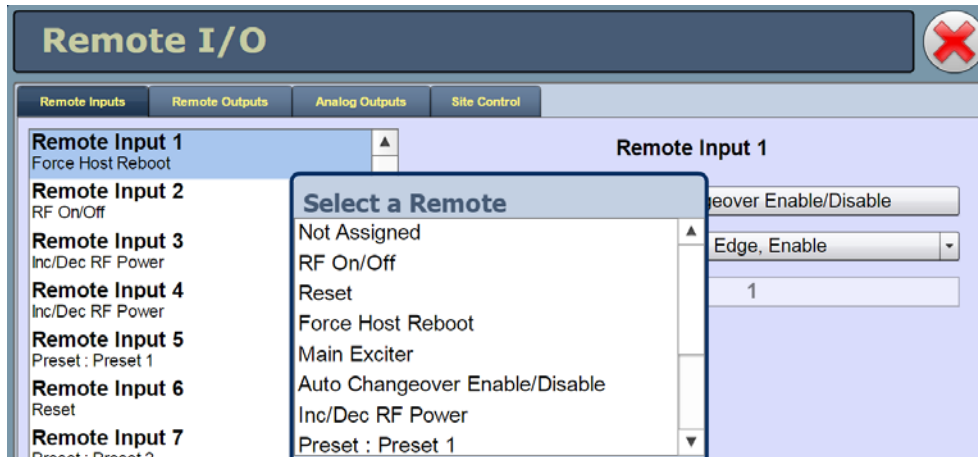 Remote I/O
Remote Inputs Remote Outputs Analog Outputs Site Control
Remote Input 1
Force Host Reboot
Remote Input 2
RF On/Off
Remote Input 3
Inc/Dec RF Power
Remote Input 4
Inc/Dec RF Power
Remote Input 5
Preset : Preset 1
Remote Input 6
Reset
Remote Input 7
Select a Remote
Not Assigned
RF On/Off
Reset
Force Host Reboot
Main Exciter
Auto Changeover Enable/Disable
Inc/Dec RF Power
Preset : Preset 1
Remote Input 1
Enable/Disable
Edge, Enable
1